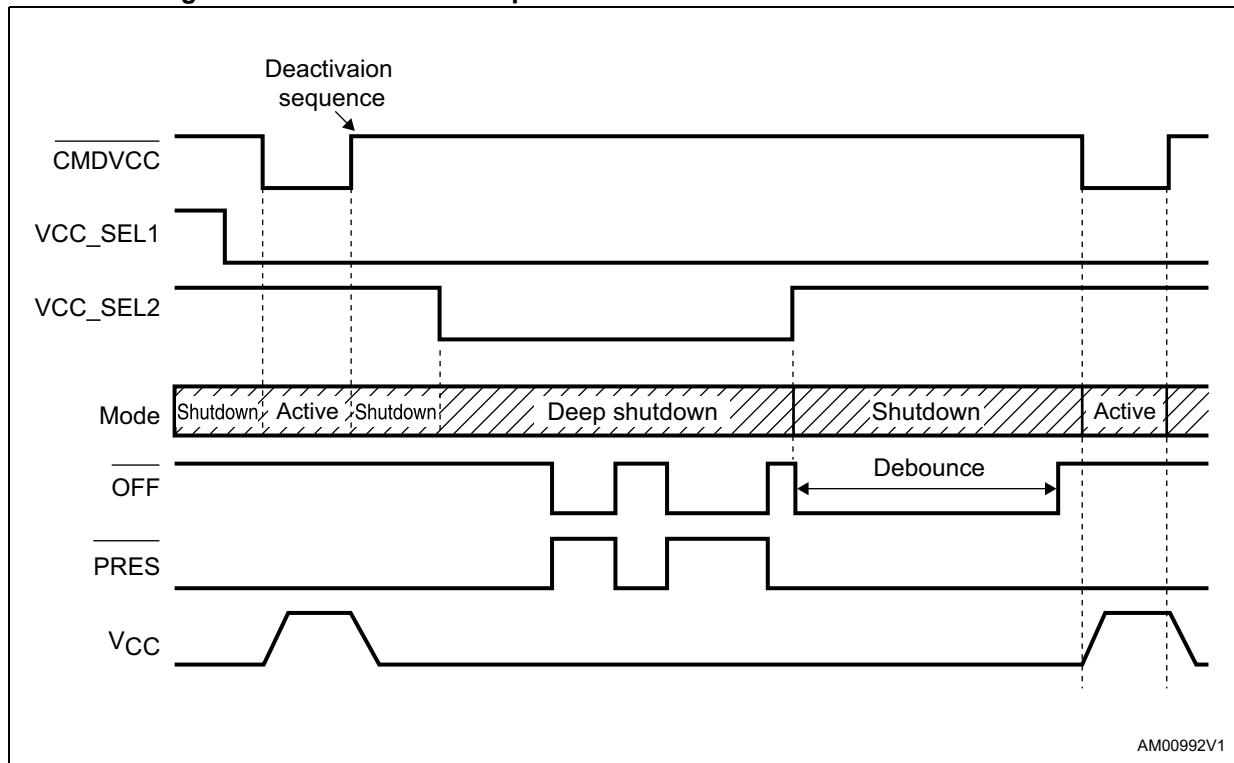 Deactivaion
sequence
CMDVCC
VCC_SEL1
VCC_SEL2
Mode Shutdown Active Shutdown Deep shutdown Shutdown Active
OFF Debounce
PRES
VCC
AM00992V1